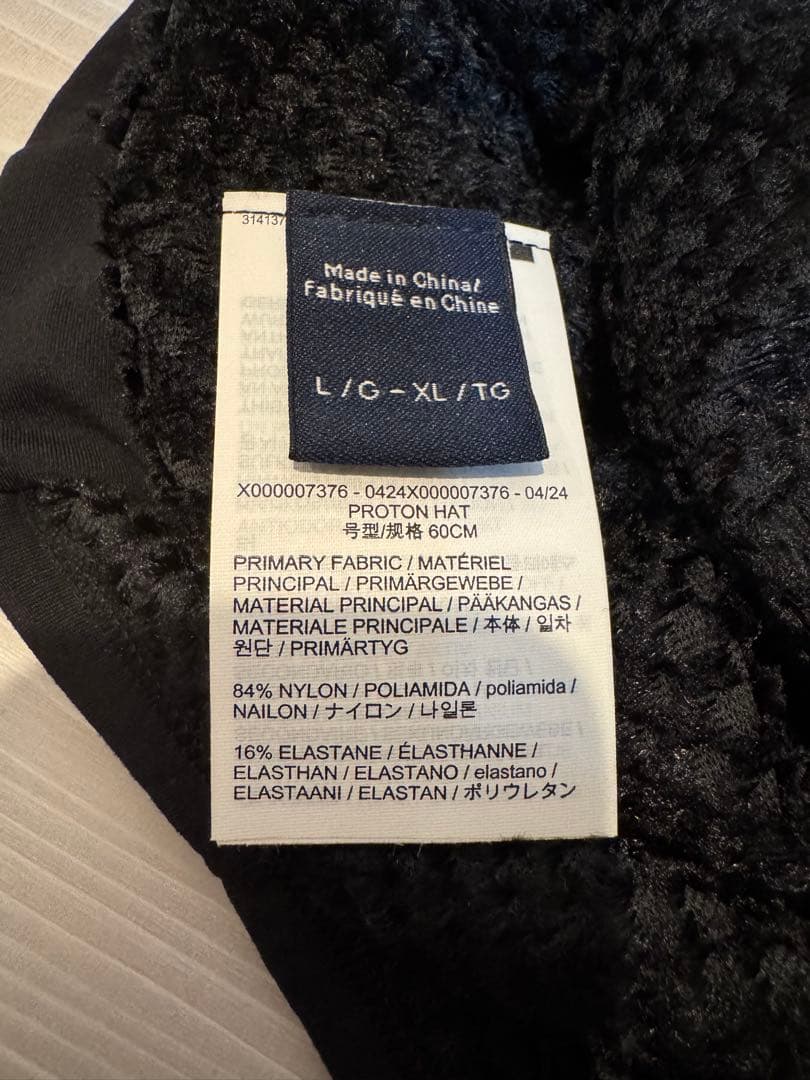 314137
Made in China/
Fabriqué en Chine
L / G - XL / TG
X000007376 - 0424X000007376 - 04/24
PROTON HAT
号型/规格 60CM
PRIMARY FABRIC / MATÉRIEL
PRINCIPAL / PRIMÄRGEWEBE /
MATERIAL PRINCIPAL / PÄÄKANGAS /
MATERIALE PRINCIPALE / 本体 / 일차
원단 / PRIMÄRTYG
84% NYLON / POLIAMIDA / poliamida /
NAILON / ナイロン / 나일론
16% ELASTANE / ÉLASTHANNE /
ELASTHAN / ELASTANO / elastano /
ELASTAANI / ELASTAN / ポリウレタン